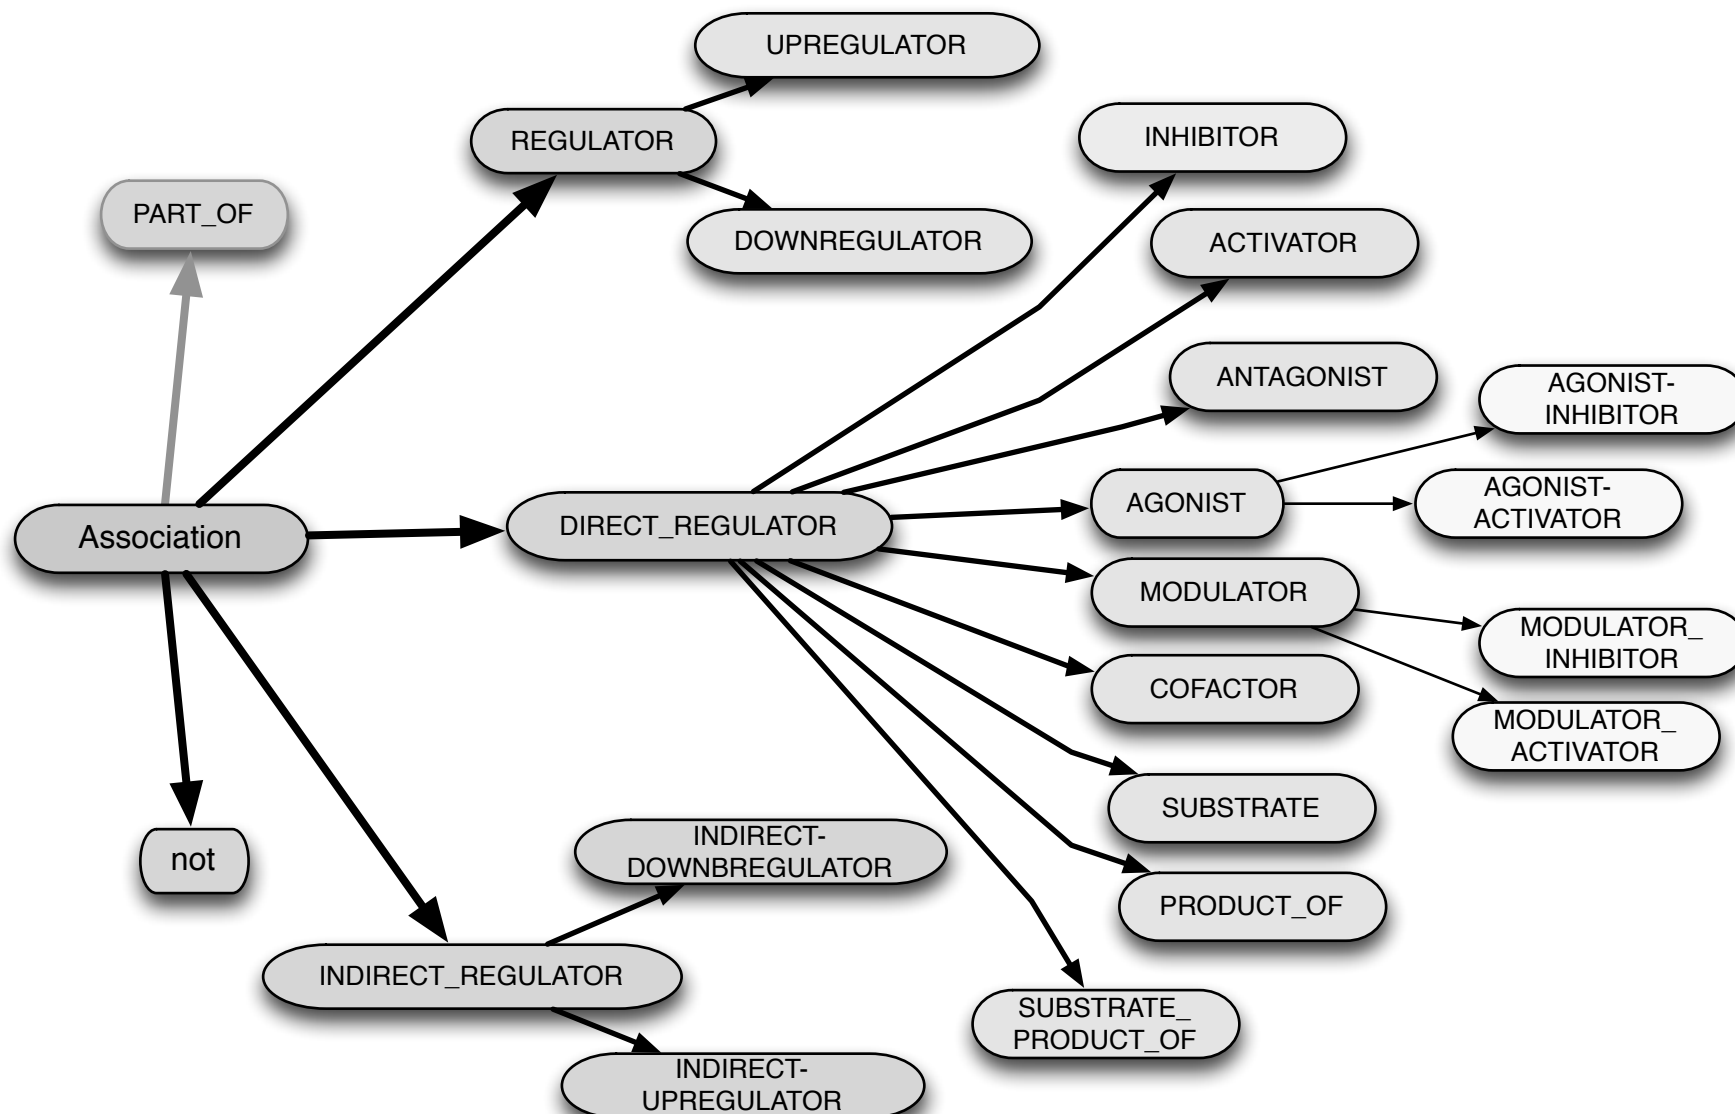 UPREGULATOR
REGULATOR
INHIBITOR
PART_OF
DOWNREGULATOR
ACTIVATOR
ANTAGONIST
AGONIST-
INHIBITOR
Association
DIRECT_REGULATOR
AGONIST
AGONIST-
ACTIVATOR
MODULATOR
MODULATOR_
INHIBITOR
COFACTOR
MODULATOR_
ACTIVATOR
SUBSTRATE
not
INDIRECT-
DOWNBREGULATOR
PRODUCT_OF
INDIRECT_REGULATOR
SUBSTRATE_
PRODUCT_OF
INDIRECT-
UPREGULATOR